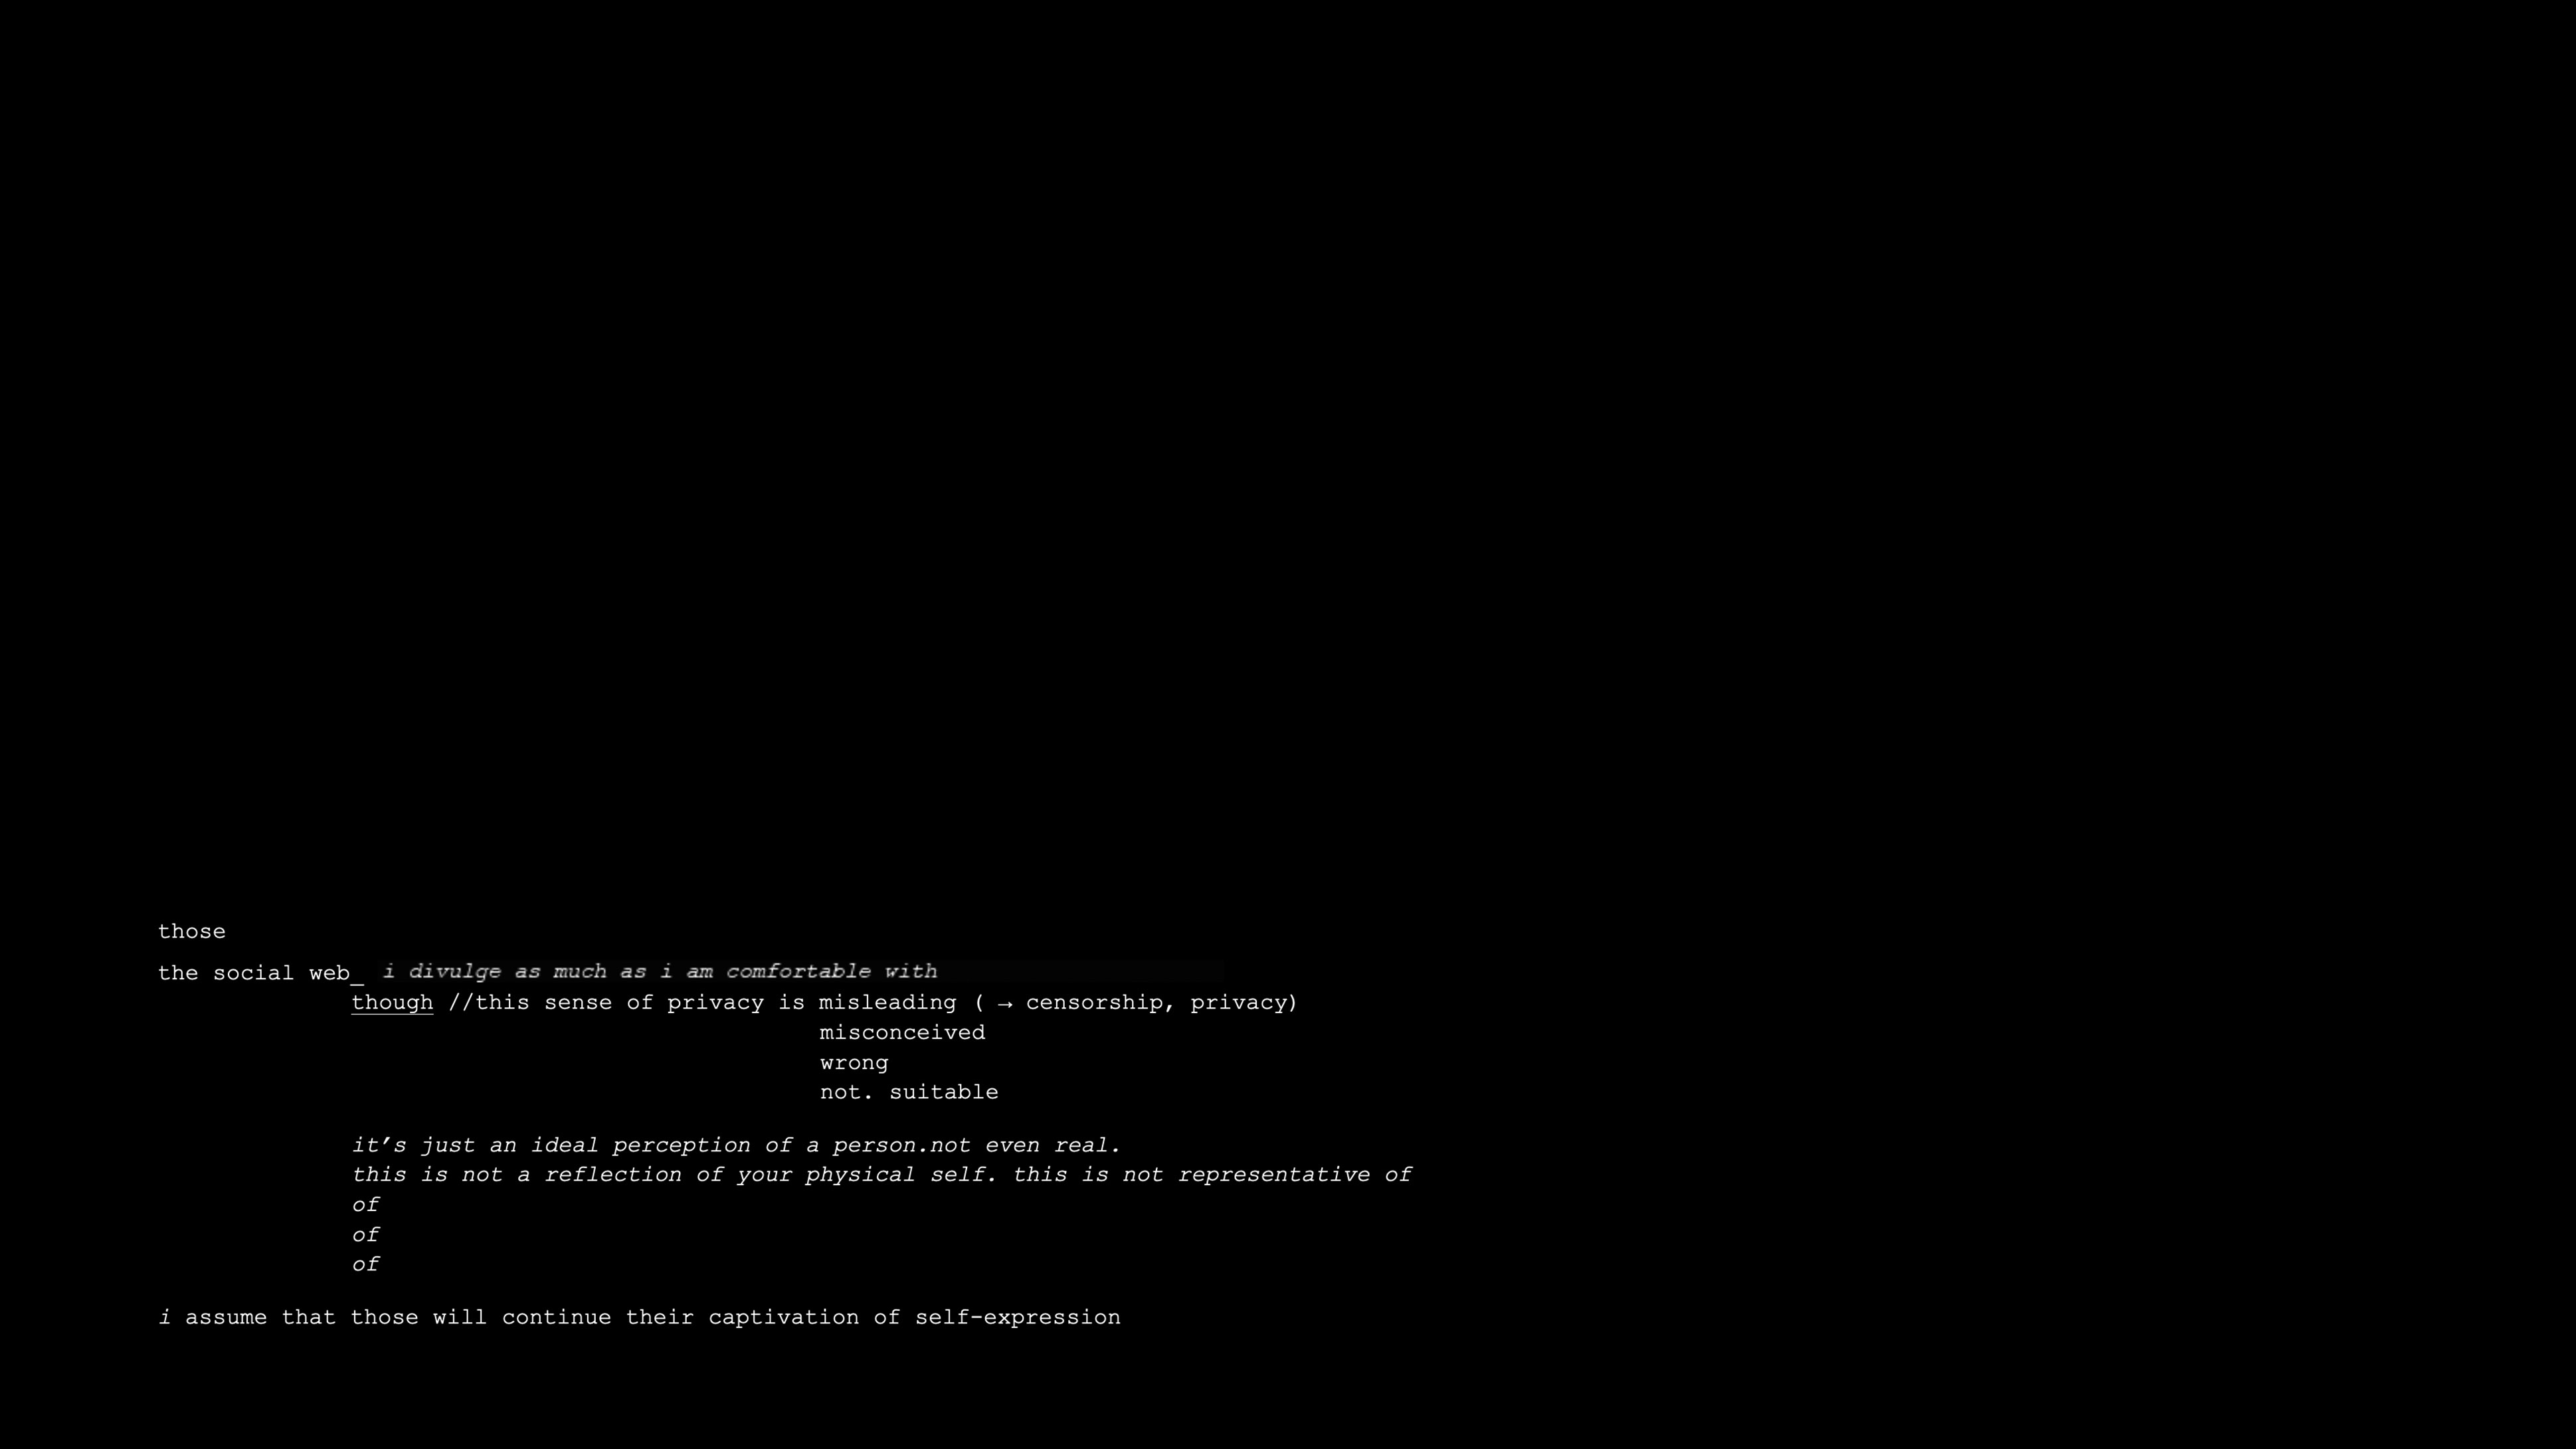 those
the social web_ i divulge as much as i am comfortable with
though //this sense of privacy is misleading ( → censorship, privacy)
misconceived
wrong
not. suitable
it’s just an ideal perception of a person.not even real.
this is not a reflection of your physical self. this is not representative of
of
of
of
i assume that those will continue their captivation of self-expression